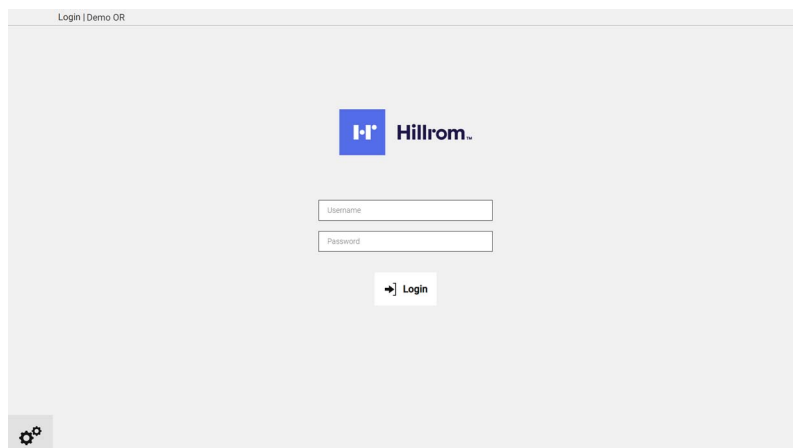 Login | Demo OR
Hillrom™
Username
Password
Login